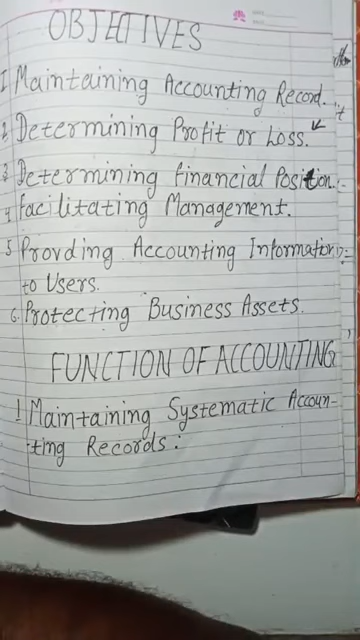 OBJECTIVES
1 Maintaining Accounting Record.
2. Determining Profit or Loss.
3 Determining financial Position.
4 facilitating Management.
5 Provding Accounting Information
to Users.
6. Protecting Business Assets.
FUNCTION OF ACCOUNTING
1 Maintaining Systematic Accoun-
ting Records: